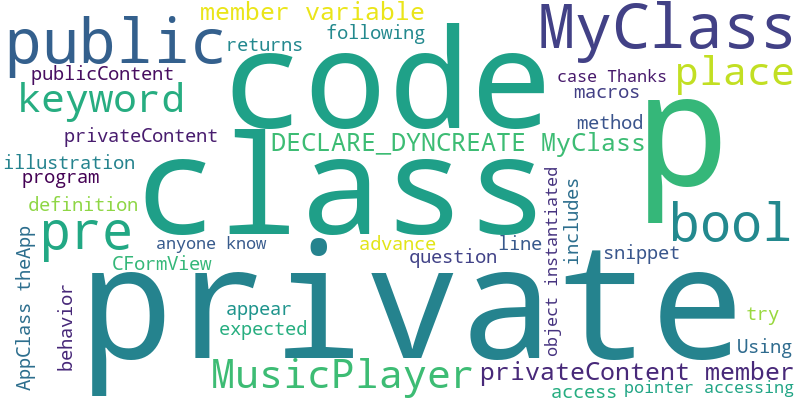 member variable
public
MyClass
returns
following
code
publicContent
case Thanks
place
keyword
macros
p
privateContent
method
DECLARE_DYNCREATE MyClass
class
illustration
program
object instantiated
includes
definition
bool
pre
anyone know
advance
line
AppClass theApp
CFormView
question
snippet
private
behavior
appear
expected
try
Using
MusicPlayer
privateContent member
access
pointer accessing